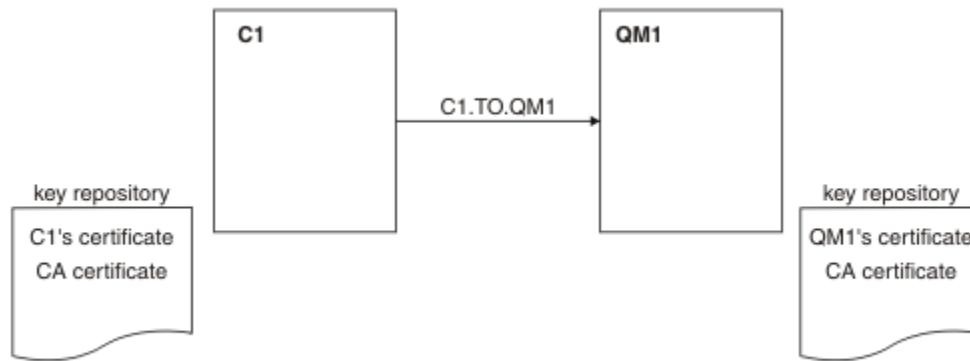 C1
QM1
C1.TO.QM1
key repository
C1's certificate
CA certificate
key repository
QM1's certificate
CA certificate